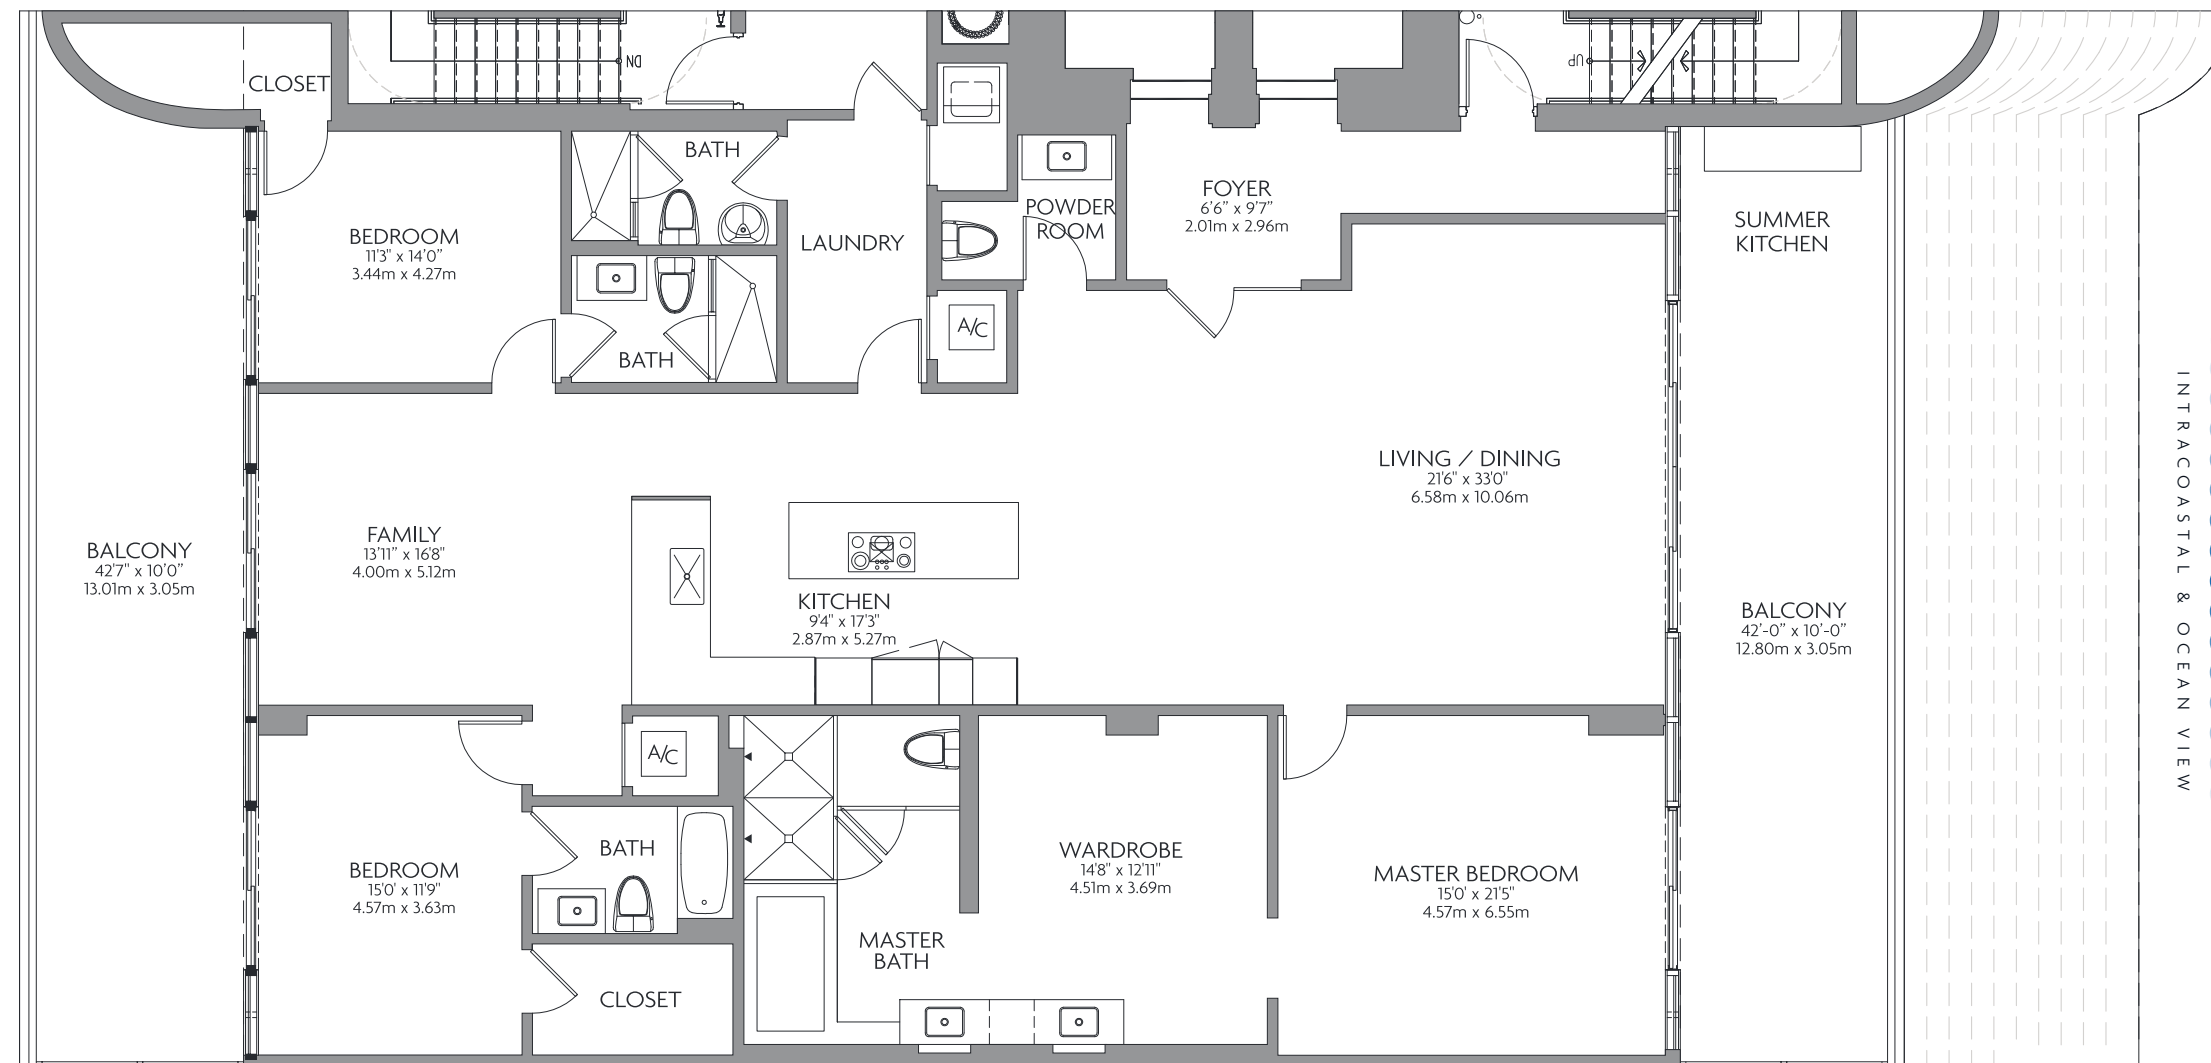 CLOSET
DN
UP
BATH
BEDROOM
11'3" x 14'0"
3.44m x 4.27m
LAUNDRY
POWDER
ROOM
FOYER
6'6" x 9'7"
2.01m x 2.96m
SUMMER
KITCHEN
BATH
A/C
LIVING / DINING
21'6" x 33'0"
6.58m x 10.06m
BALCONY
42'7" x 10'0"
13.01m x 3.05m
FAMILY
13'11" x 16'8"
4.00m x 5.12m
KITCHEN
9'4" x 17'3"
2.87m x 5.27m
BALCONY
42'-0" x 10'-0"
12.80m x 3.05m
INTRACOASTAL & OCEAN VIEW
A/C
BEDROOM
15'0' x 11'9"
4.57m x 3.63m
BATH
WARDROBE
14'8" x 12'11"
4.51m x 3.69m
MASTER BEDROOM
15'0' x 21'5"
4.57m x 6.55m
MASTER
BATH
CLOSET